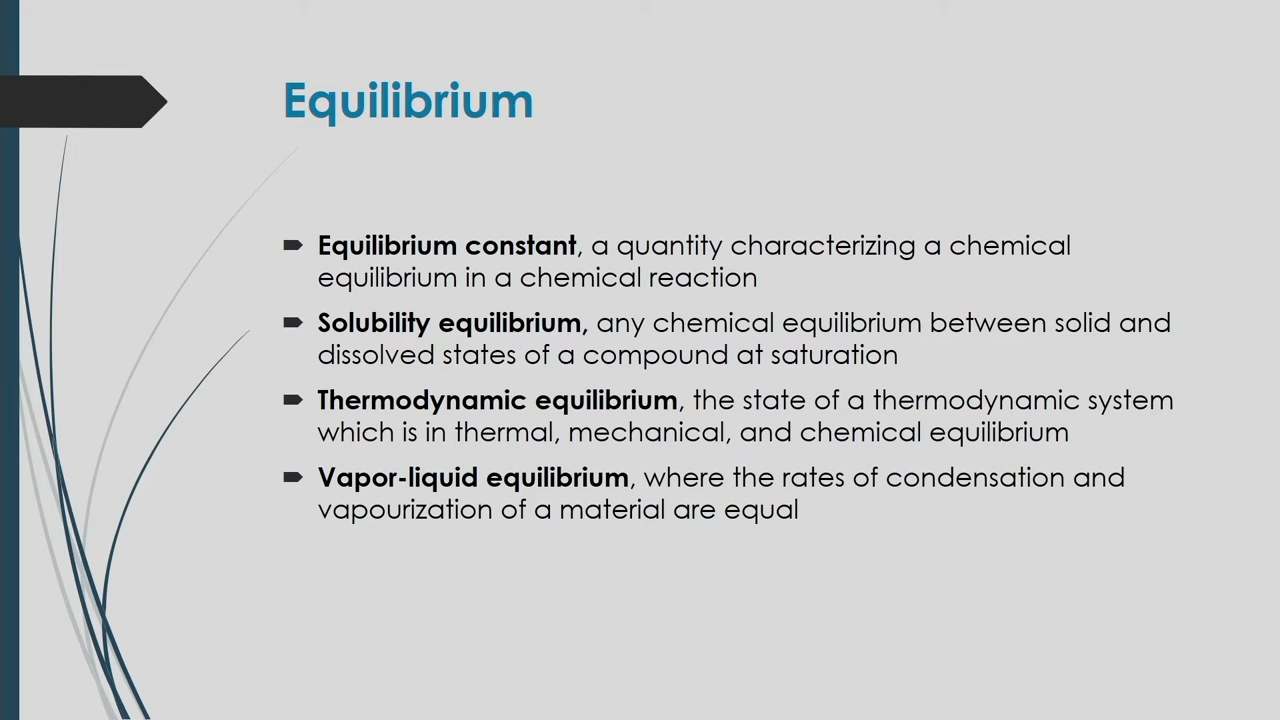 Equilibrium
Equilibrium constant, a quantity characterizing a chemical
equilibrium in a chemical reaction
Solubility equilibrium, any chemical equilibrium between solid and
dissolved states of a compound at saturation
Thermodynamic equilibrium, the state of a thermodynamic system
which is in thermal, mechanical, and chemical equilibrium
Vapor-liquid equilibrium, where the rates of condensation and
vapourization of a material are equal